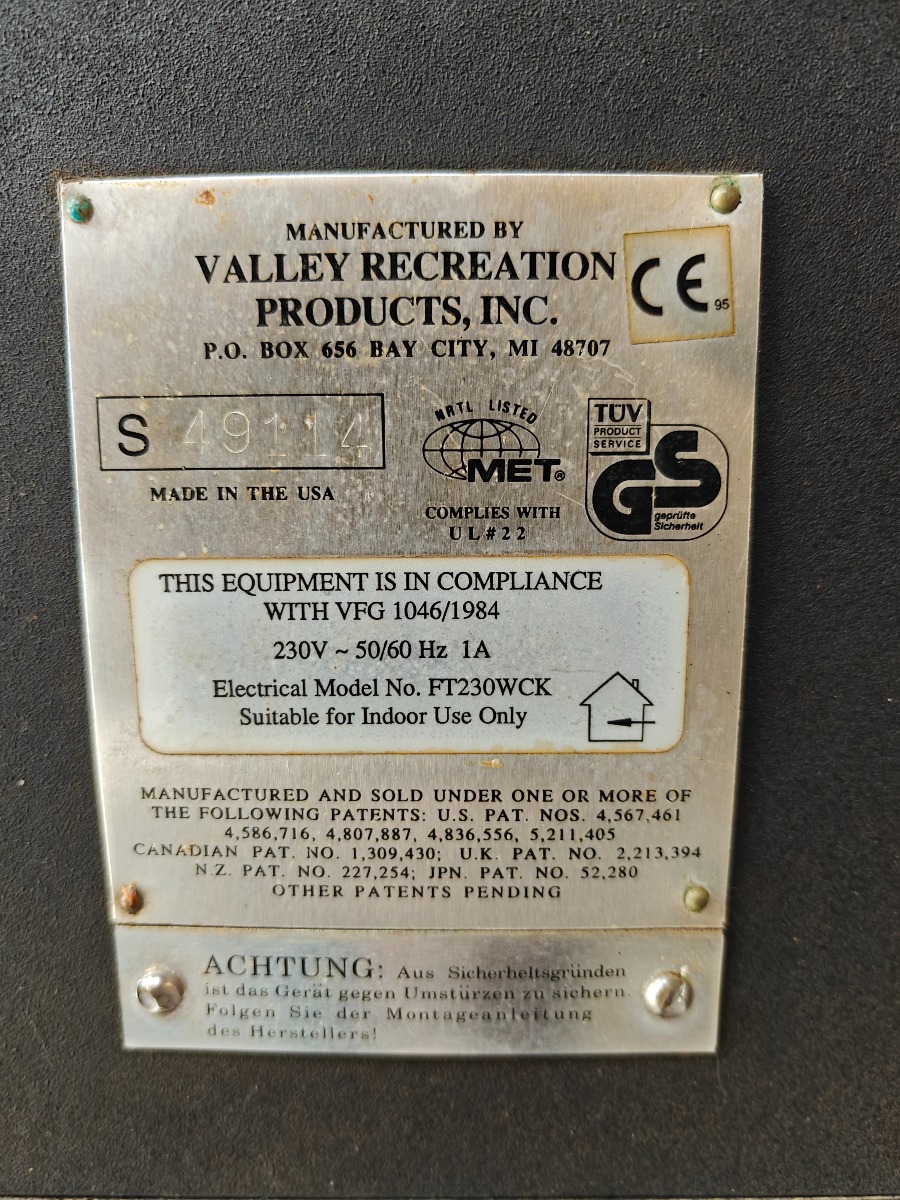 MANUFACTURED BY
VALLEY RECREATION
PRODUCTS, INC.
P.O. BOX 656 BAY CITY, MI 48707
CE 95
S 49114
MADE IN THE USA
NRTL LISTED
MET®
COMPLIES WITH
UL#22
TÜV
PRODUCT
SERVICE
GS
geprüfte
Sicherheit
THIS EQUIPMENT IS IN COMPLIANCE
WITH VFG 1046/1984
230V ~ 50/60 Hz 1A
Electrical Model No. FT230WCK
Suitable for Indoor Use Only
MANUFACTURED AND SOLD UNDER ONE OR MORE OF
THE FOLLOWING PATENTS: U.S. PAT. NOS. 4,567,461
4,586,716, 4,807,887, 4,836,556, 5,211,405
CANADIAN PAT. NO. 1,309,430; U.K. PAT. NO. 2,213,394
N.Z. PAT. NO. 227,254; JPN. PAT. NO. 52,280
OTHER PATENTS PENDING
ACHTUNG: Aus Sicherheitsgründen
ist das Gerät gegen Umstürzen zu sichern.
Folgen Sie der Montageanleitung
des Herstellers!